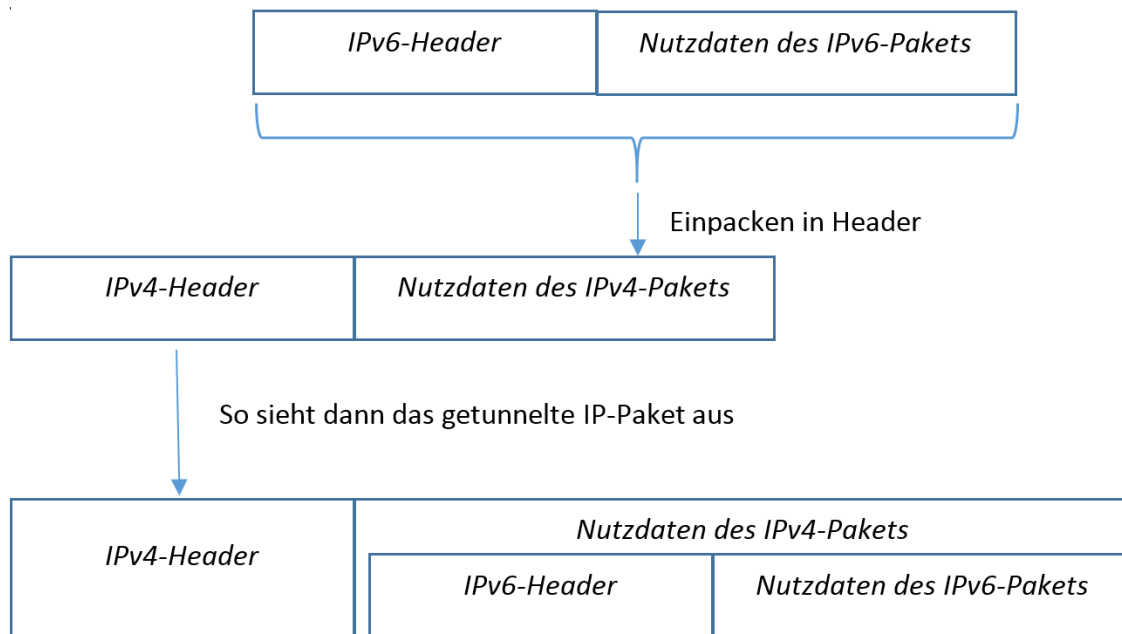 IPv6-Header
Nutzdaten des IPv6-Pakets
Einpacken in Header
IPv4-Header
Nutzdaten des IPv4-Pakets
So sieht dann das getunnelte IP-Paket aus
IPv4-Header
Nutzdaten des IPv4-Pakets
IPv6-Header
Nutzdaten des IPv6-Pakets